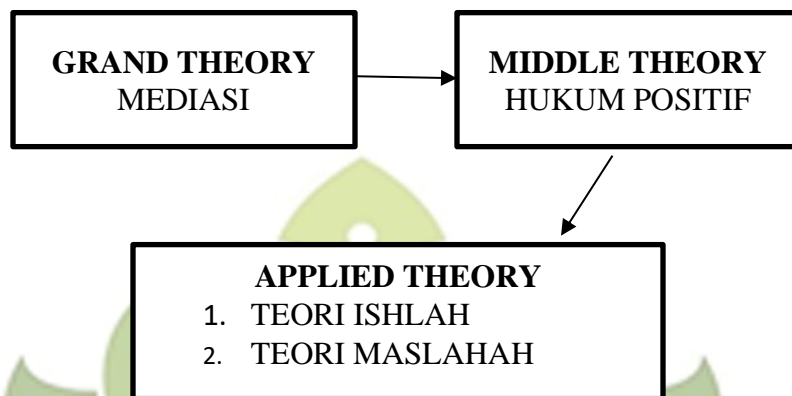 GRAND THEORY
MEDIASI
MIDDLE THEORY
HUKUM POSITIF
APPLIED THEORY
1. TEORI ISHLAH
2. TEORI MASLAHAH